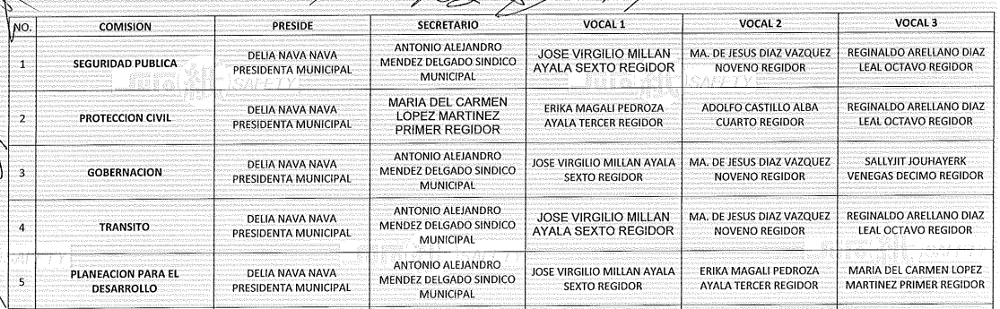 NO. COMISION PRESIDE SECRETARIO VOCAL 1 VOCAL 2 VOCAL 3
1 SEGURIDAD PUBLICA DELIA NAVA NAVA PRESIDENTA MUNICIPAL ANTONIO ALEJANDRO MENDEZ DELGADO SINDICO MUNICIPAL JOSE VIRGILIO MILLAN AYALA SEXTO REGIDOR MA. DE JESUS DIAZ VAZQUEZ NOVENO REGIDOR REGINALDO ARELLANO DIAZ LEAL OCTAVO REGIDOR
2 PROTECCION CIVIL DELIA NAVA NAVA PRESIDENTA MUNICIPAL MARIA DEL CARMEN LOPEZ MARTINEZ PRIMER REGIDOR ERIKA MAGALI PEDROZA AYALA TERCER REGIDOR ADOLFO CASTILLO ALBA CUARTO REGIDOR REGINALDO ARELLANO DIAZ LEAL OCTAVO REGIDOR
3 GOBERNACION DELIA NAVA NAVA PRESIDENTA MUNICIPAL ANTONIO ALEJANDRO MENDEZ DELGADO SINDICO MUNICIPAL JOSE VIRGILIO MILLAN AYALA SEXTO REGIDOR MA. DE JESUS DIAZ VAZQUEZ NOVENO REGIDOR SALLYJIT JOUHAYERK VENEGAS DECIMO REGIDOR
4 TRANSITO DELIA NAVA NAVA PRESIDENTA MUNICIPAL ANTONIO ALEJANDRO MENDEZ DELGADO SINDICO MUNICIPAL JOSE VIRGILIO MILLAN AYALA SEXTO REGIDOR MA. DE JESUS DIAZ VAZQUEZ NOVENO REGIDOR REGINALDO ARELLANO DIAZ LEAL OCTAVO REGIDOR
5 PLANEACION PARA EL DESARROLLO DELIA NAVA NAVA PRESIDENTA MUNICIPAL ANTONIO ALEJANDRO MENDEZ DELGADO SINDICO MUNICIPAL JOSE VIRGILIO MILLAN AYALA SEXTO REGIDOR ERIKA MAGALI PEDROZA AYALA TERCER REGIDOR MARIA DEL CARMEN LOPEZ MARTINEZ PRIMER REGIDOR